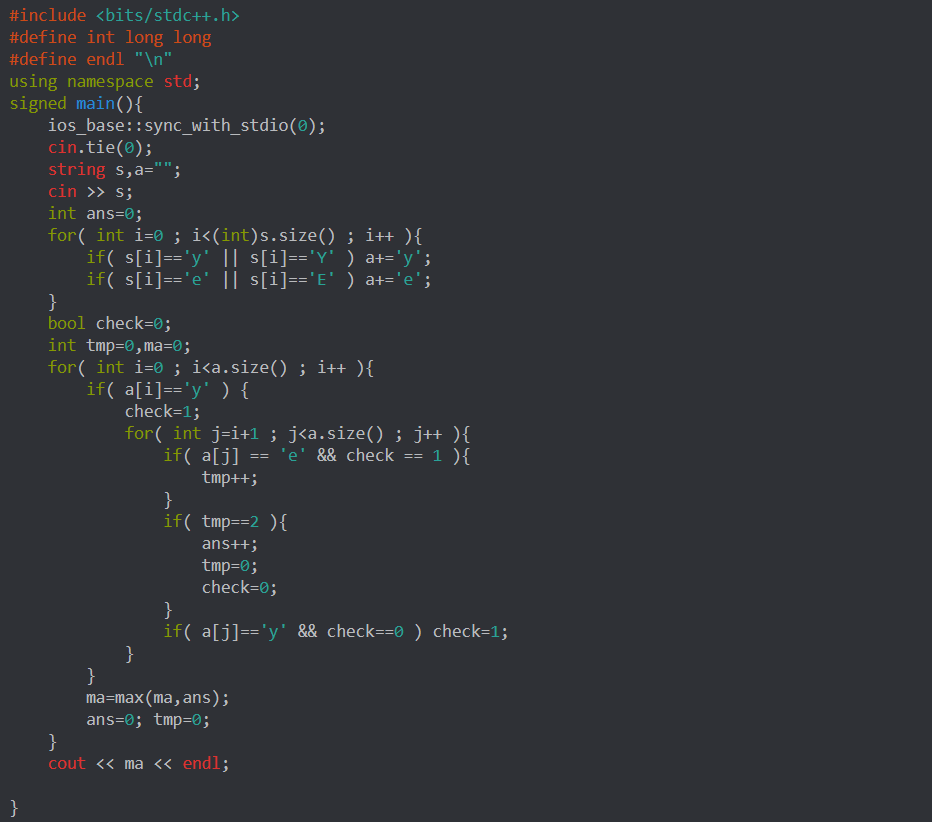 #include <bits/stdc++.h>
#define int long long
#define endl "\n"
using namespace std;
signed main(){
    ios_base::sync_with_stdio(0);
    cin.tie(0);
    string s,a="";
    cin >> s;
    int ans=0;
    for( int i=0 ; i<(int)s.size() ; i++ ){
        if( s[i]=='y' || s[i]=='Y' ) a+='y';
        if( s[i]=='e' || s[i]=='E' ) a+='e';
    }
    bool check=0;
    int tmp=0,ma=0;
    for( int i=0 ; i<a.size() ; i++ ){
        if( a[i]=='y' ) {
            check=1;
            for( int j=i+1 ; j<a.size() ; j++ ){
                if( a[j] == 'e' && check == 1 ){
                    tmp++;
                }
                if( tmp==2 ){
                    ans++;
                    tmp=0;
                    check=0;
                }
                if( a[j]=='y' && check==0 ) check=1;
            }
        }
        ma=max(ma,ans);
        ans=0; tmp=0;
    }
    cout << ma << endl;

}